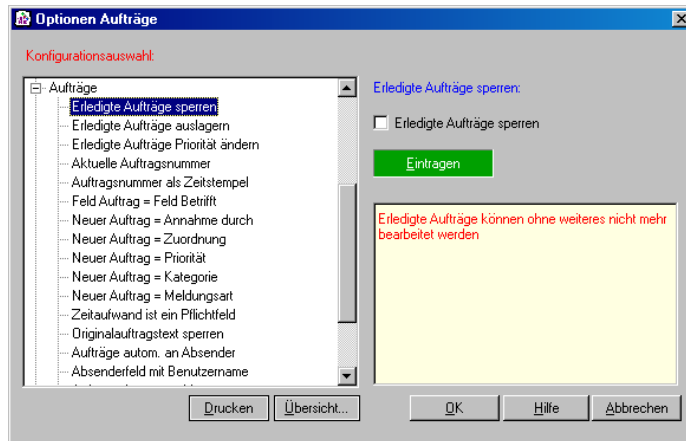 Optionen Aufträge
Konfigurationsauswahl:
Aufträge
Erledigte Aufträge sperren
Erledigte Aufträge auslagern
Erledigte Aufträge Priorität ändern
Aktuelle Auftragsnummer
Auftragsnummer als Zeitstempel
Feld Auftrag = Feld Betrifft
Neuer Auftrag = Annahme durch
Neuer Auftrag = Zuordnung
Neuer Auftrag = Priorität
Neuer Auftrag = Kategorie
Neuer Auftrag = Meldungsart
Zeitaufwand ist ein Pflichtfeld
Originalauftragstext sperren
Aufträge autom. an Absender
Absenderfeld mit Benutzername
Erledigte Aufträge sperren:
Erledigte Aufträge sperren
Eintragen
Erledigte Aufträge können ohne weiteres nicht mehr
bearbeitet werden
Drucken
Übersicht...
OK
Hilfe
Abbrechen